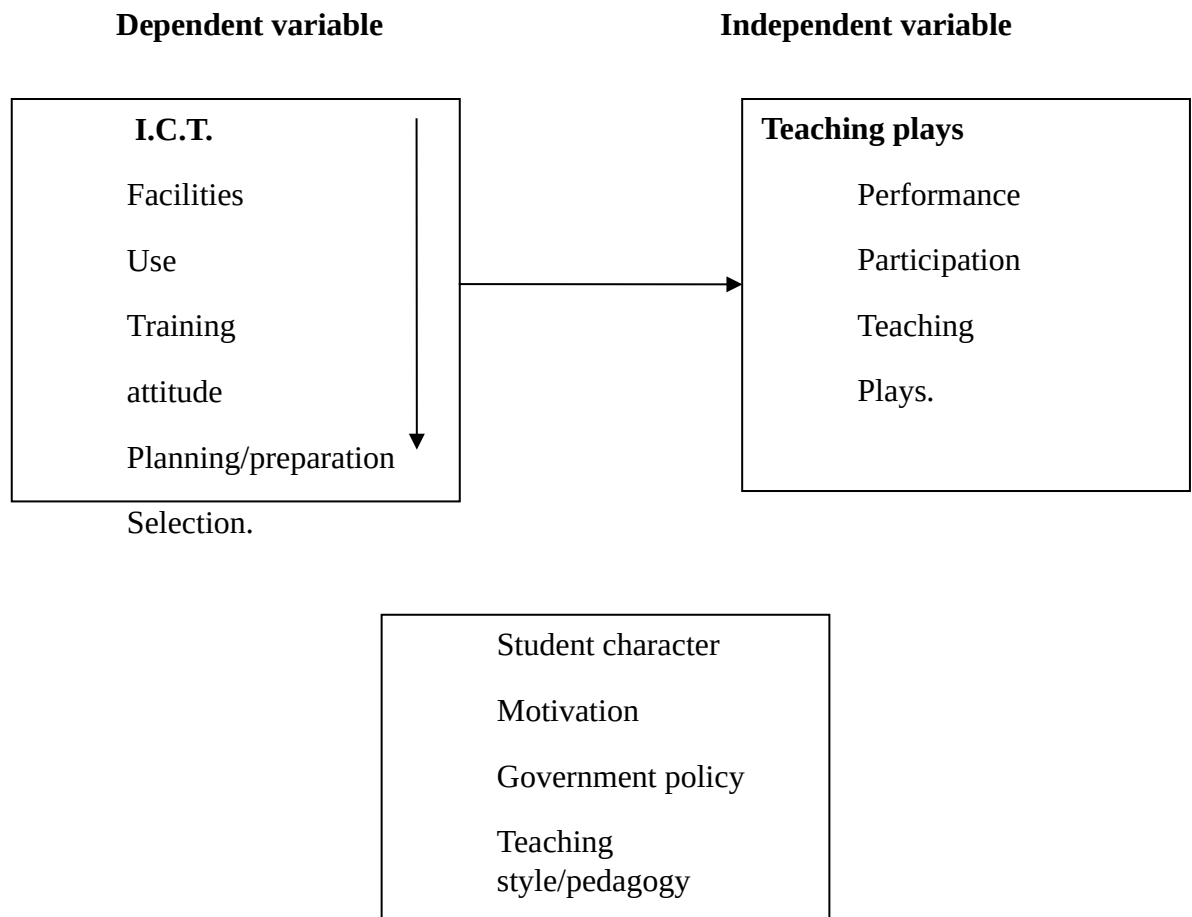 Dependent variable
Independent variable
I.C.T.
Facilities
Use
Training
attitude
Planning/preparation
Selection.
Teaching plays
Performance
Participation
Teaching
Plays.
Student character
Motivation
Government policy
Teaching
style/pedagogy